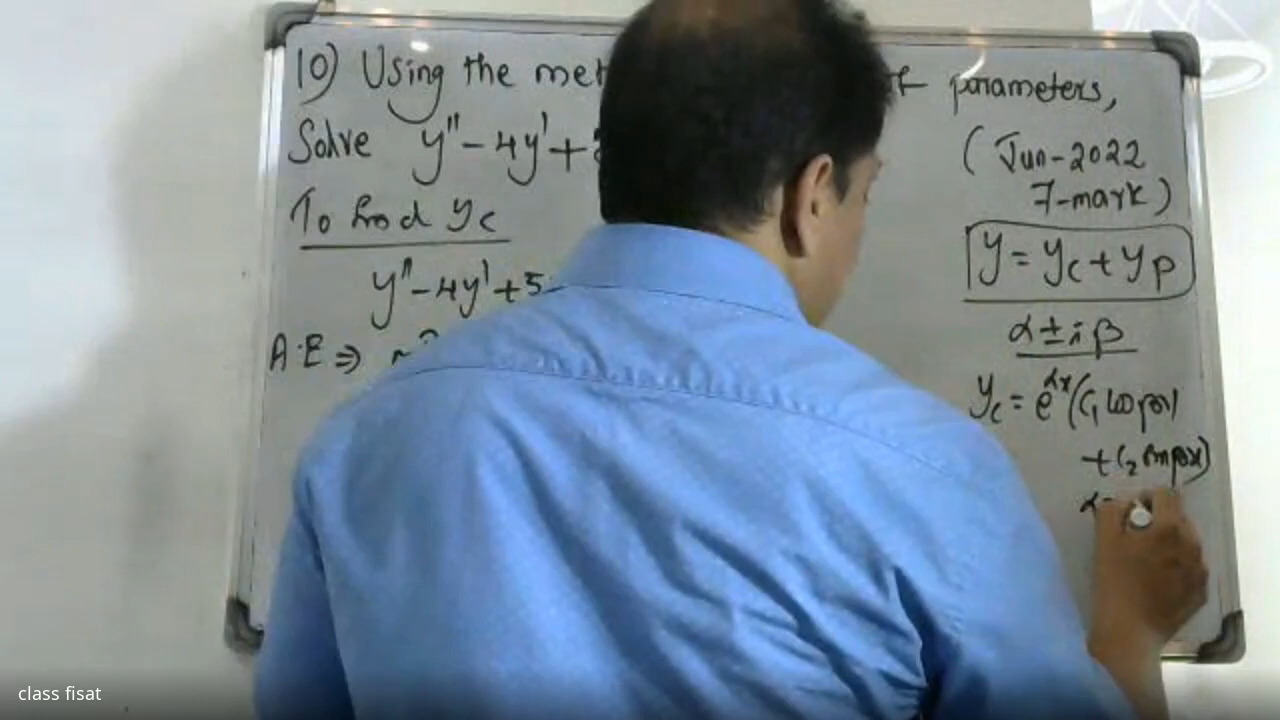 10) Using the met
parameters,
Solve y" - 4y' +
(Jun-2022
7-mark)
To find yc
y = yc + yp
y" - 4y' + 5
α ± iβ
A.E ⇒
yc = e^αx (C₁ cos βx
+ C₂ sin βx)
α =
class fisat